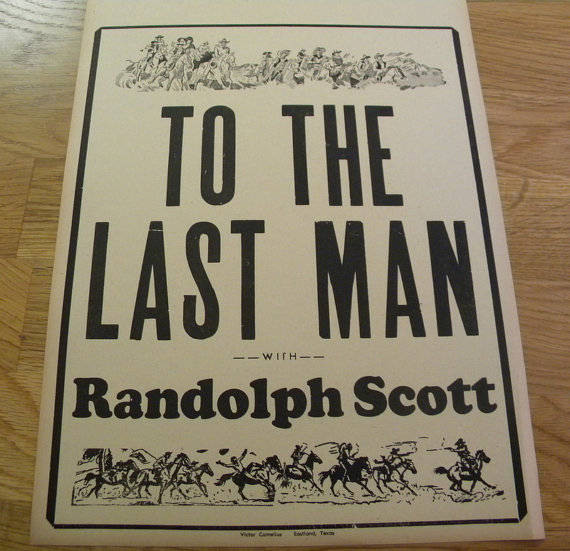 TO THE
LAST MAN
——WITH——
Randolph Scott
Victor Cornelius Eastland, Texas